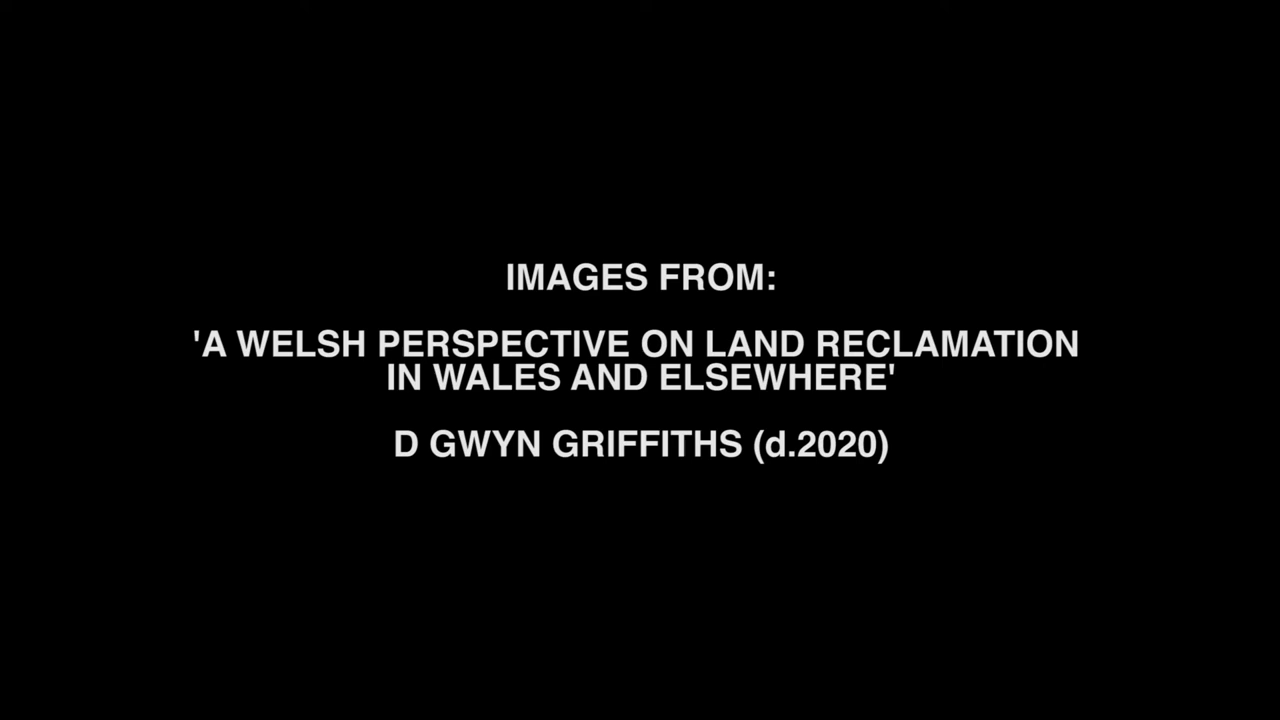 IMAGES FROM:
'A WELSH PERSPECTIVE ON LAND RECLAMATION
IN WALES AND ELSEWHERE'
D GWYN GRIFFITHS (d.2020)